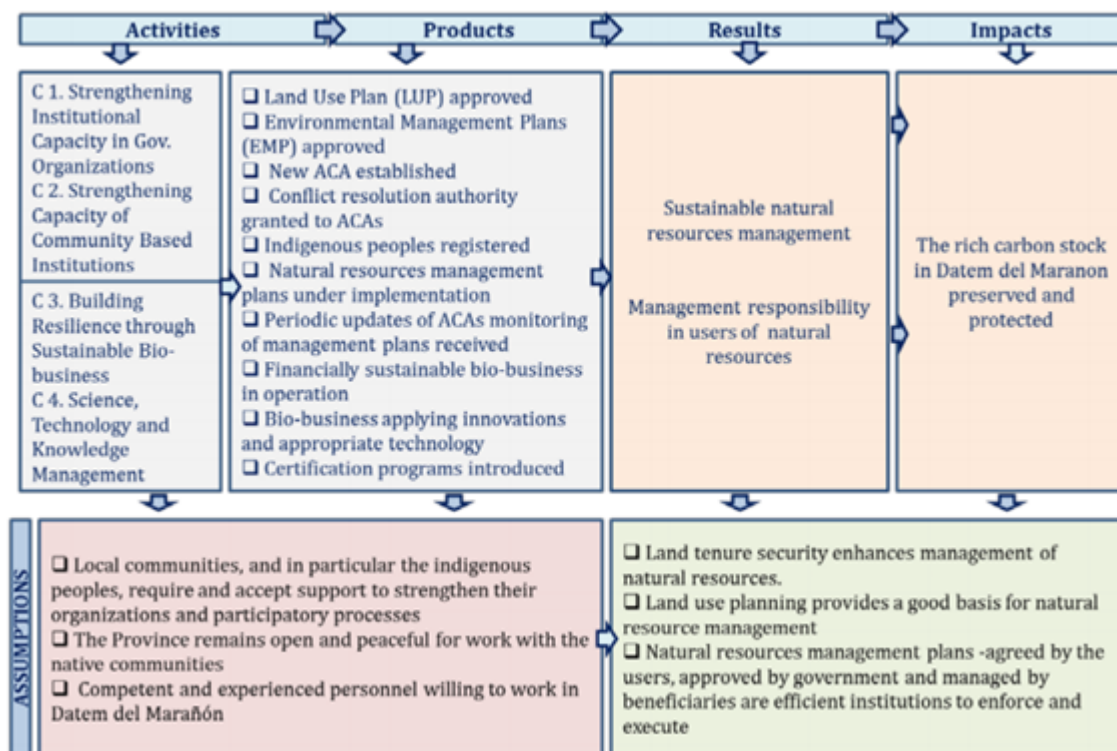 Activities
Products
Results
Impacts
C 1. Strengthening
Institutional
Capacity in Gov.
Organizations
C 2. Strengthening
Capacity of
Community Based
Institutions
C 3. Building
Resilience through
Sustainable Bio-
business
C 4. Science,
Technology and
Knowledge
Management
❑ Land Use Plan (LUP) approved
❑ Environmental Management Plans
(EMP) approved
❑ New ACA established
❑ Conflict resolution authority
granted to ACAs
❑ Indigenous peoples registered
❑ Natural resources management
plans under implementation
❑ Periodic updates of ACAs monitoring
of management plans received
❑ Financially sustainable bio-business
in operation
❑ Bio-business applying innovations
and appropriate technology
❑ Certification programs introduced
Sustainable natural
resources management
Management responsibility
in users of natural
resources
The rich carbon stock
in Datem del Maranon
preserved and
protected
ASSUMPTIONS
❑ Local communities, and in particular the indigenous
peoples, require and accept support to strengthen their
organizations and participatory processes
❑ The Province remains open and peaceful for work with the
native communities
❑ Competent and experienced personnel willing to work in
Datem del Marañón
❑ Land tenure security enhances management of
natural resources.
❑ Land use planning provides a good basis for natural
resource management
❑ Natural resources management plans -agreed by the
users, approved by government and managed by
beneficiaries are efficient institutions to enforce and
execute